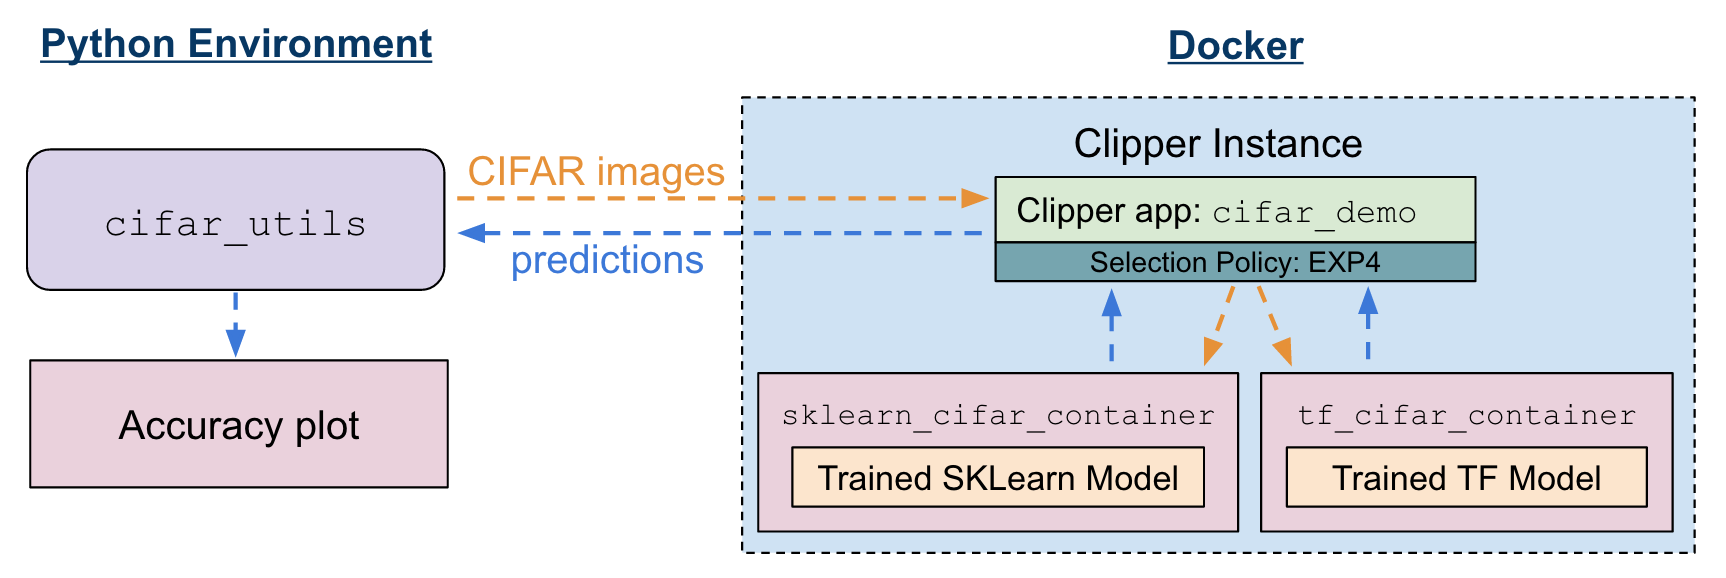 Python Environment
Docker
Clipper Instance
CIFAR images
cifar_utils
Clipper app: cifar_demo
predictions
Selection Policy: EXP4
Accuracy plot
sklearn_cifar_container
tf_cifar_container
Trained SKLearn Model
Trained TF Model